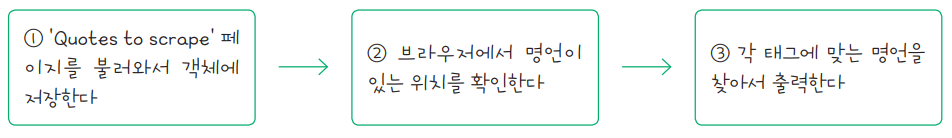 ① 'Quotes to scrape' 페
이지를 불러와서 객체에
저장한다
② 브라우저에서 명언이
있는 위치를 확인한다
③ 각 태그에 맞는 명언을
찾아서 출력한다